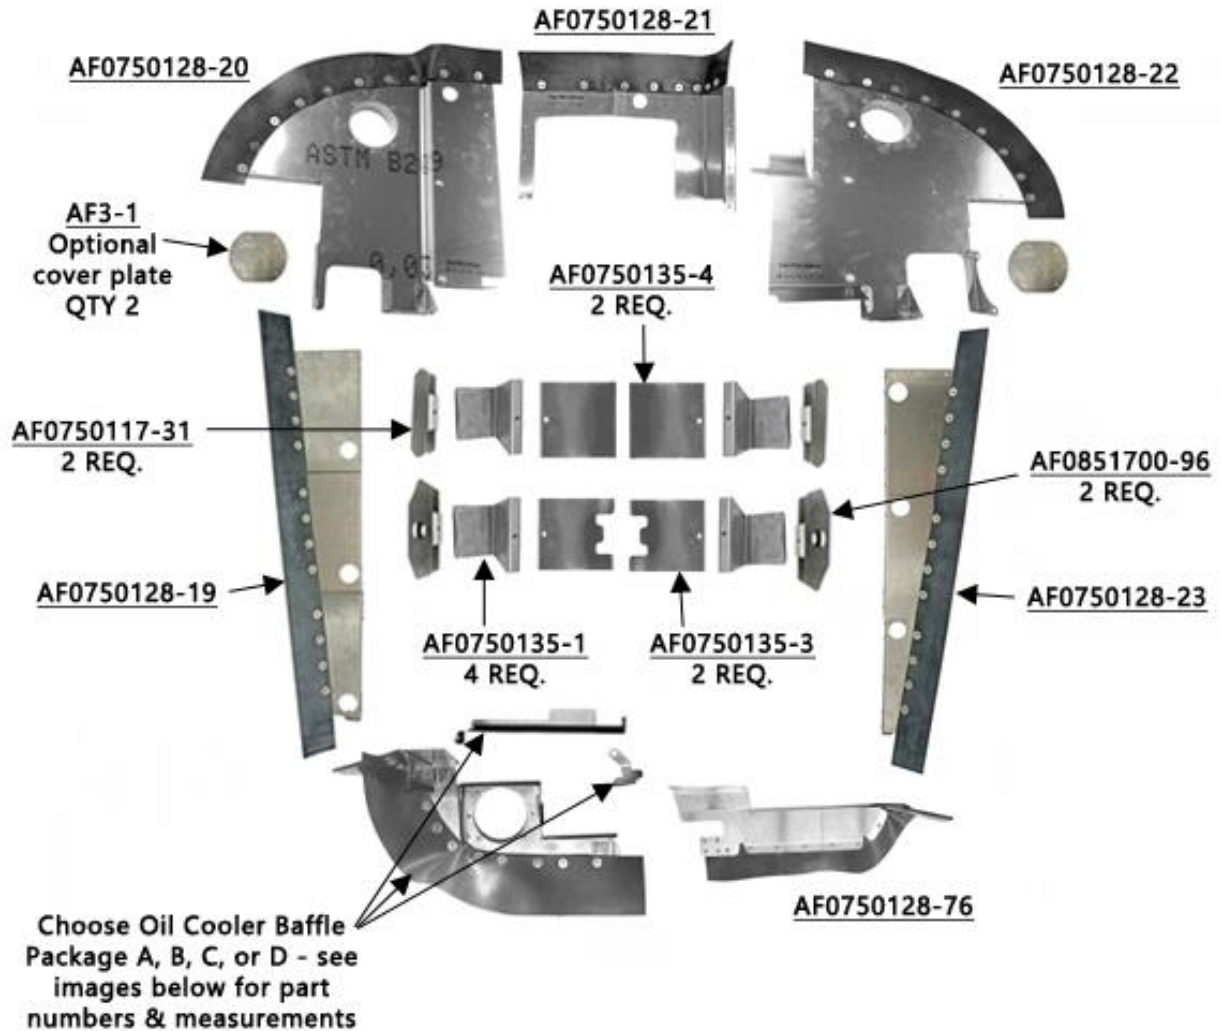 AF0750128-21
AF0750128-20
AF0750128-22
ASTM B209
AF3-1
Optional
cover plate
QTY 2
AF0750135-4
2 REQ.
AF0750117-31
2 REQ.
AF0851700-96
2 REQ.
AF0750128-19
AF0750128-23
AF0750135-1
4 REQ.
AF0750135-3
2 REQ.
AF0750128-76
Choose Oil Cooler Baffle
Package A, B, C, or D - see
images below for part
numbers & measurements